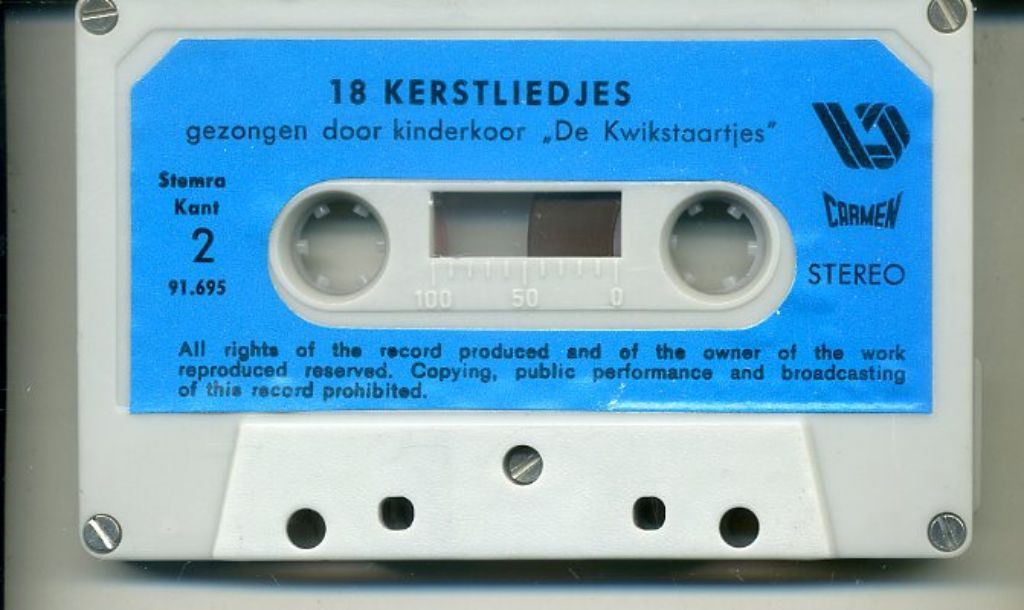 18 KERSTLIEDJES
gezongen door kinderkoor „De Kwikstaartjes"
Stemra
Kant
2
91.695
CARMEN
STEREO
100 50 0
All rights of the record produced and of the owner of the work
reproduced reserved. Copying, public performance and broadcasting
of this record prohibited.